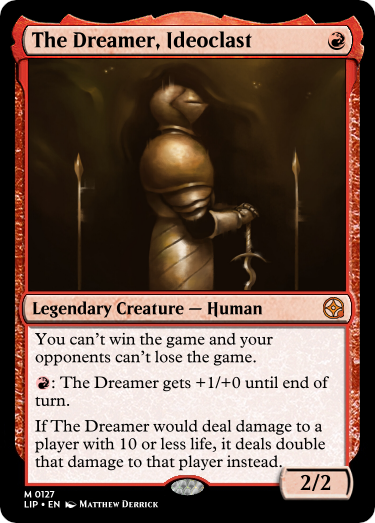 The Dreamer, Ideoclast
Legendary Creature — Human
You can't win the game and your
opponents can't lose the game.
: The Dreamer gets +1/+0 until end of
turn.
If The Dreamer would deal damage to a
player with 10 or less life, it deals double
that damage to that player instead.
2/2
M 0127
LIP • EN Matthew Derrick